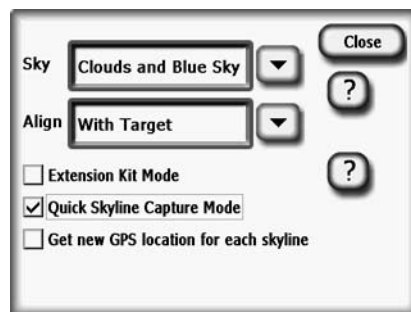 Close
Sky
Clouds and Blue Sky
?
Align
With Target
Extension Kit Mode
?
Quick Skyline Capture Mode
Get new GPS location for each skyline